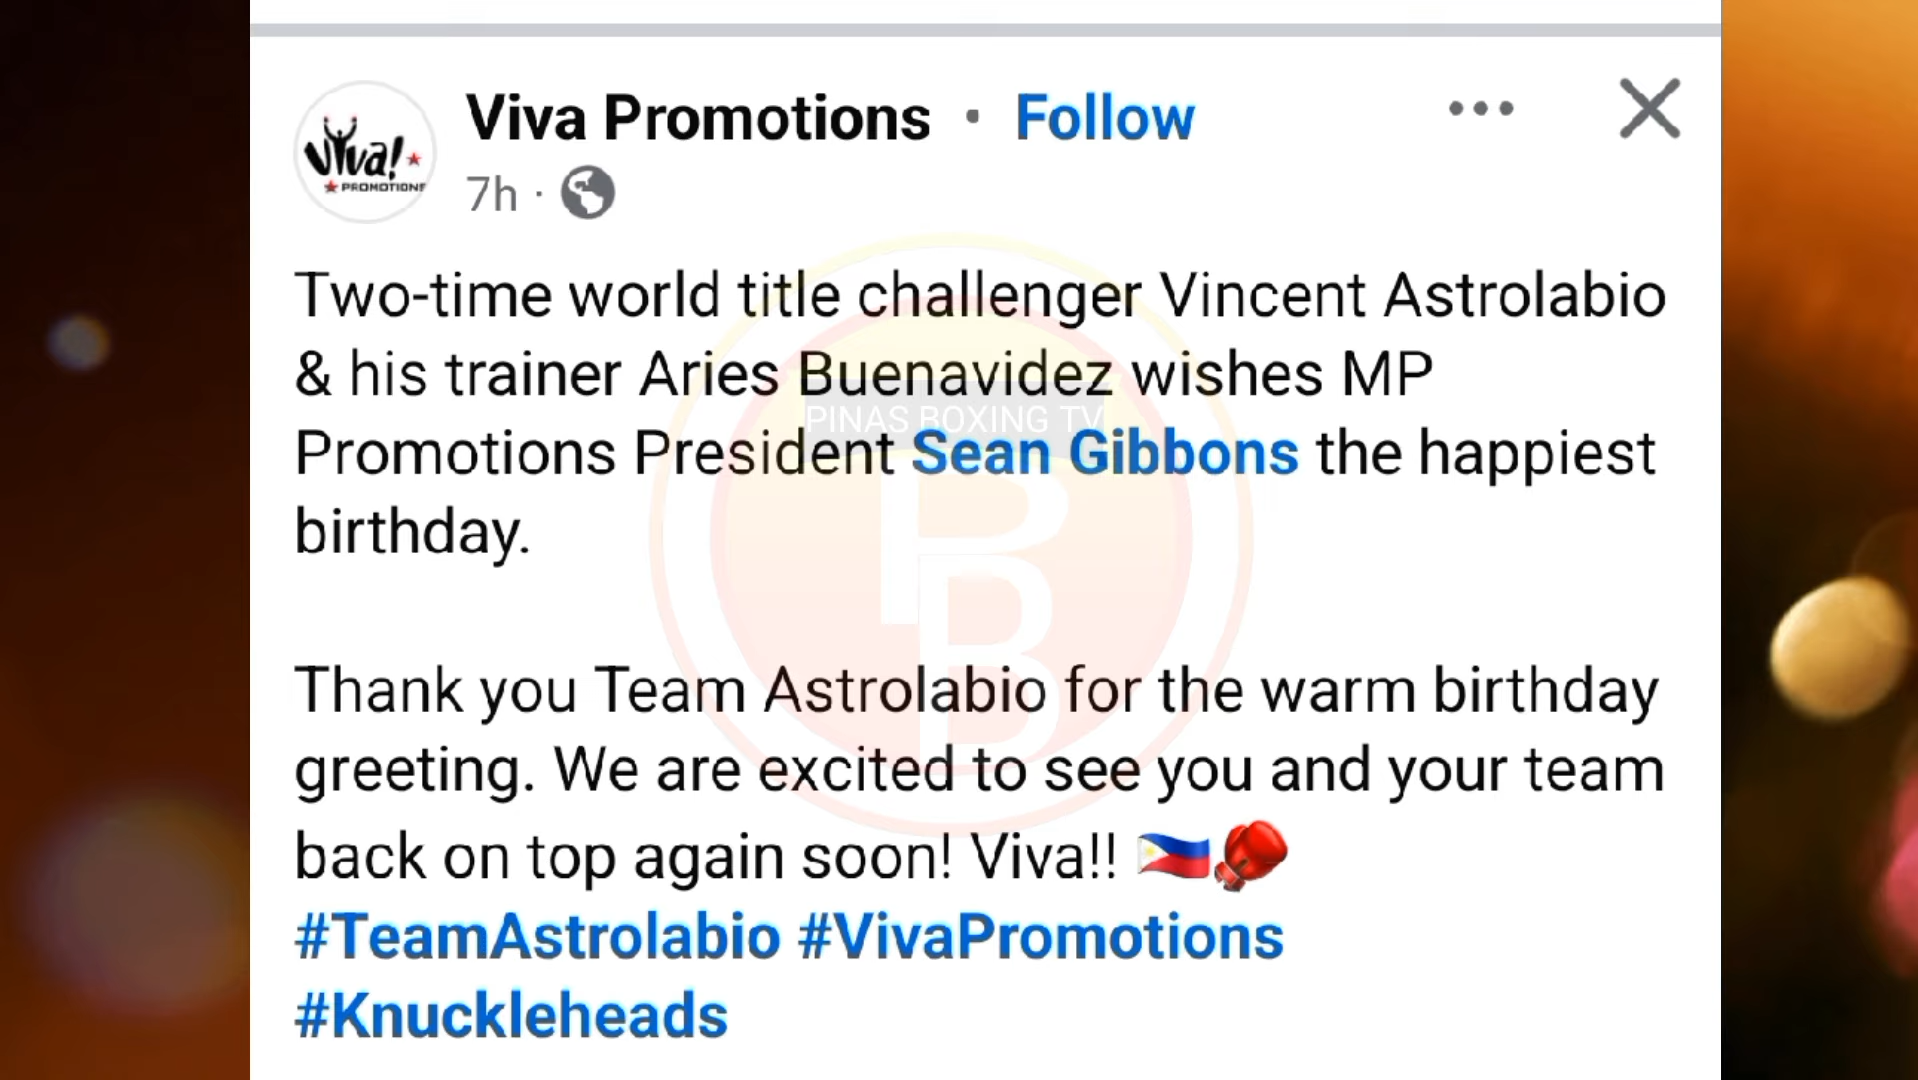 Viva!
PROMOTIONS
Viva Promotions · Follow
7h ·
Two-time world title challenger Vincent Astrolabio
& his trainer Aries Buenavidez wishes MP
PINAS BOXING TV
Promotions President Sean Gibbons the happiest
birthday.
Thank you Team Astrolabio for the warm birthday
greeting. We are excited to see you and your team
back on top again soon! Viva!! 🇵🇭🥊
#TeamAstrolabio #VivaPromotions
#Knuckleheads